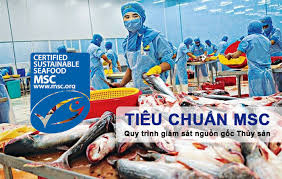 CERTIFIED
SUSTAINABLE
SEAFOOD
MSC
www.msc.org
TIÊU CHUẨN MSC
Quy trình giám sát nguồn gốc Thủy sản